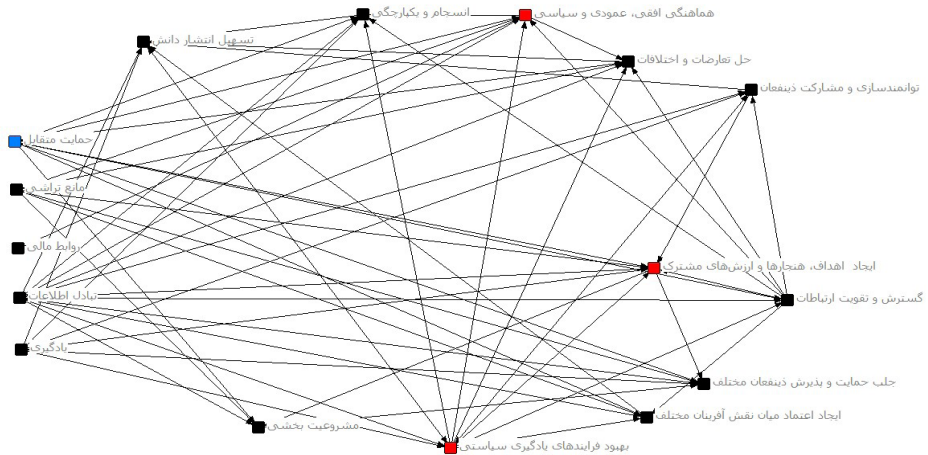 هماهنگی افقی، عمودی و سیاسی
انسجام و یکپارچگی
تسهیل انتشار دانش
حل تعارضات و اختلافات
توانمندسازی و مشارکت ذینفعان
حمایت متقابل
مانع تراشی
روابط مالی
ایجاد اهداف، هنجارها و ارزش‌های مشترک
تبادل اطلاعات
گسترش و تقویت ارتباطات
یادگیری
جلب حمایت و پذیرش ذینفعان مختلف
ایجاد اعتماد میان نقش آفرینان مختلف
مشروعیت بخشی
بهبود فرایندهای یادگیری سیاستی